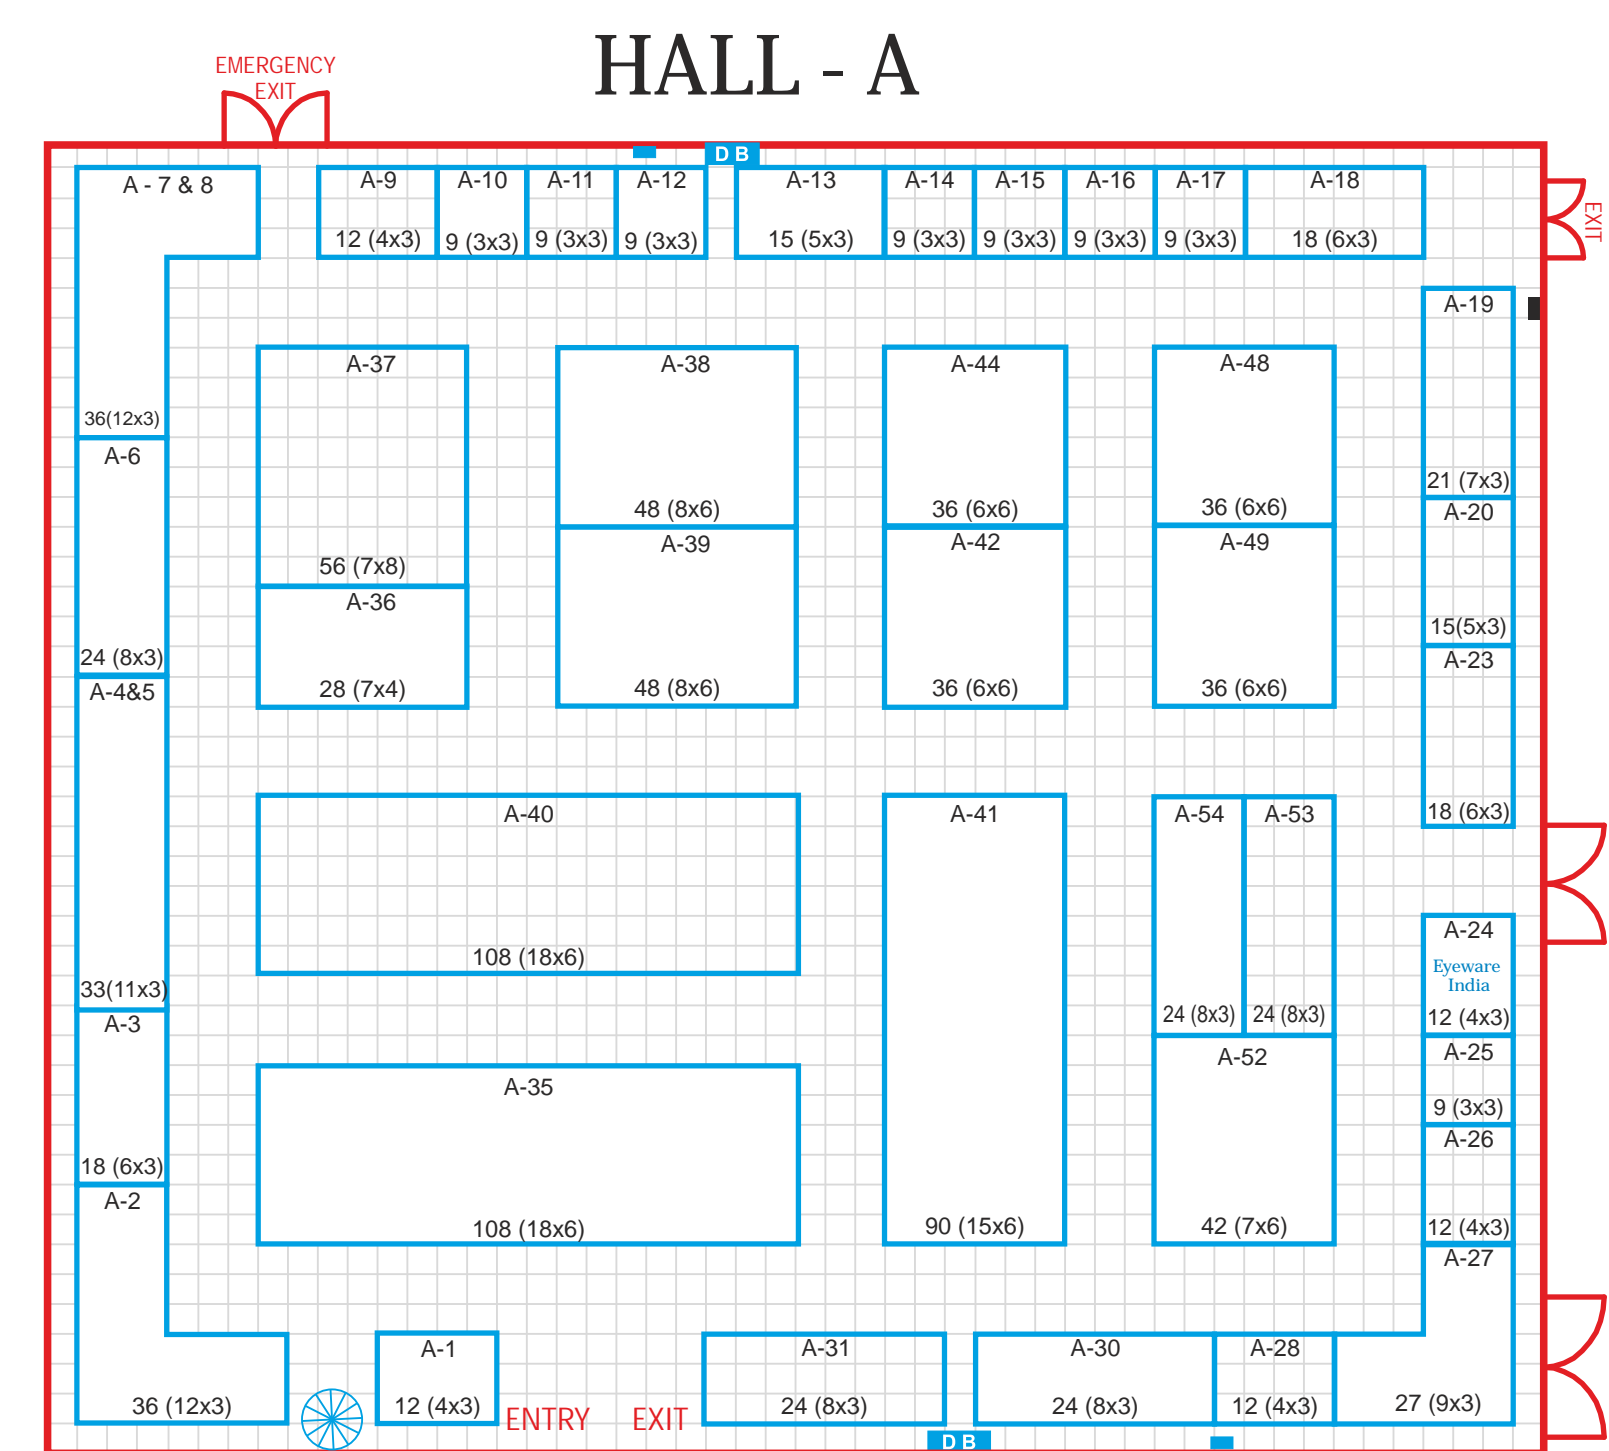 HALL - A
EMERGENCY
EXIT
D B
EXIT
A - 7 & 8
36(12x3)
A-9
12 (4x3)
A-10
9 (3x3)
A-11
9 (3x3)
A-12
9 (3x3)
A-13
15 (5x3)
A-14
9 (3x3)
A-15
9 (3x3)
A-16
9 (3x3)
A-17
9 (3x3)
A-18
18 (6x3)
A-19
21 (7x3)
A-37
56 (7x8)
A-38
48 (8x6)
A-44
36 (6x6)
A-48
36 (6x6)
A-6
24 (8x3)
A-20
15(5x3)
A-36
28 (7x4)
A-39
48 (8x6)
A-42
36 (6x6)
A-49
36 (6x6)
A-23
18 (6x3)
A-4&5
33(11x3)
A-40
108 (18x6)
A-41
90 (15x6)
A-54
24 (8x3)
A-53
24 (8x3)
A-24
Eyeware
India
12 (4x3)
A-3
18 (6x3)
A-35
108 (18x6)
A-52
42 (7x6)
A-25
9 (3x3)
A-26
12 (4x3)
A-2
36 (12x3)
A-27
27 (9x3)
A-1
12 (4x3)
ENTRY
EXIT
A-31
24 (8x3)
A-30
24 (8x3)
A-28
12 (4x3)
D B